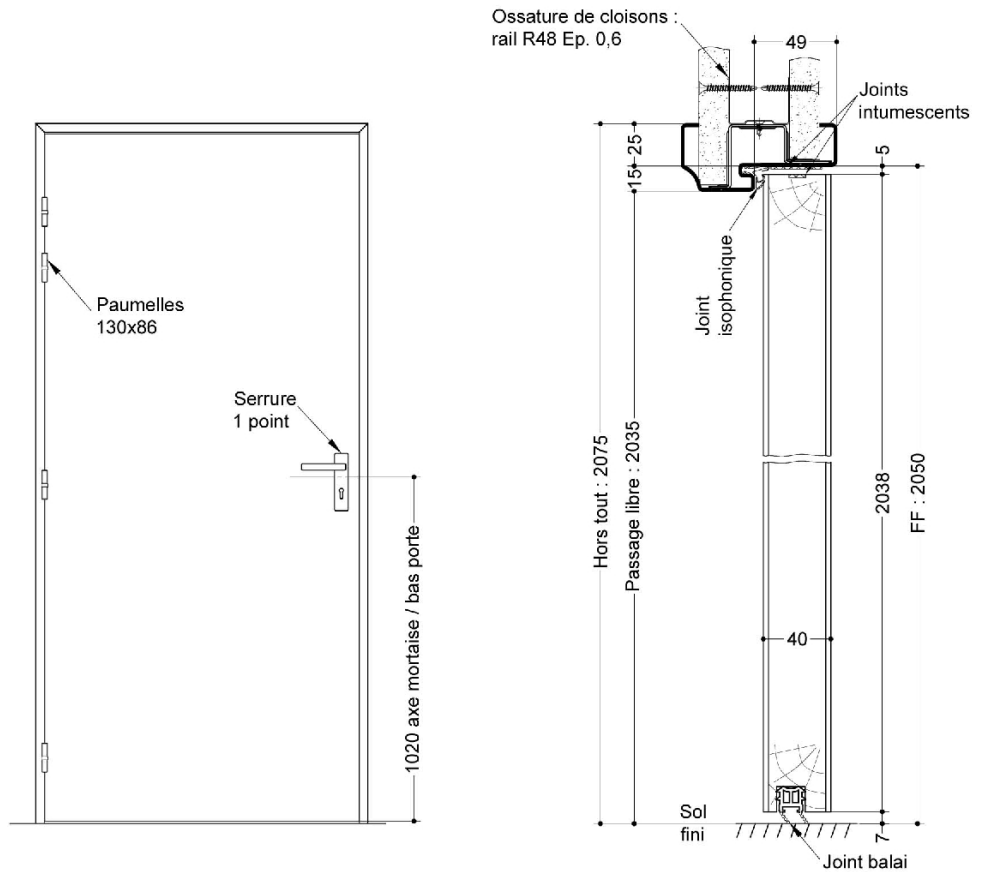 Ossature de cloisons :
rail R48 Ep. 0,6
49
Joints
intumescents
25
15
5
Joint
isophonique
Paumelles
130x86
Serrure
1 point
1020 axe mortaise / bas porte
Hors tout : 2075
Passage libre : 2035
2038
FF : 2050
40
Sol
fini
7
Joint balai